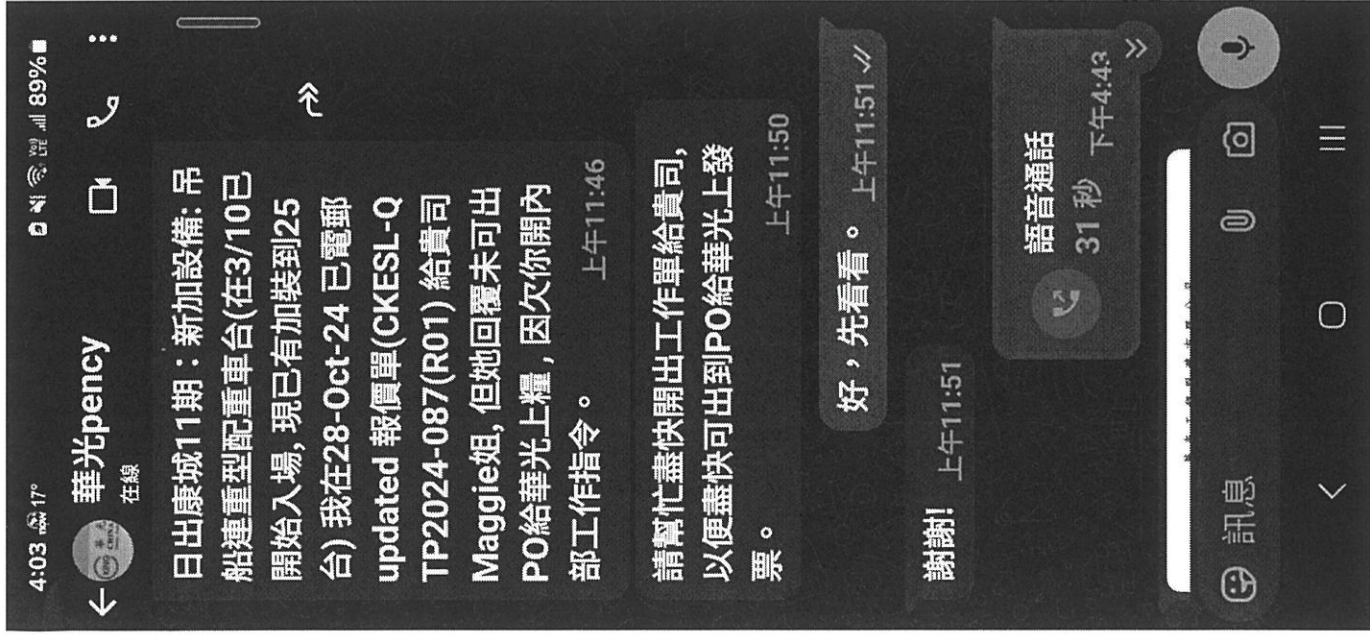 4:03 now 17°
Vo)) LTE 89%
華光pency
在線
日出康城11期：新加設備: 吊
船連重型配重車台(在3/10已
開始入場, 現已有加裝到25
台) 我在28-Oct-24 已電郵
updated 報價單(CKESL-Q
TP2024-087(R01) 給貴司
Maggie姐, 但她回覆未可出
PO給華光上糧 , 因欠你開內
部工作指令。
上午11:46
請幫忙盡快開出工作單給貴司,
以便盡快可出到PO給華光上發
票。
上午11:50
好，先看看。 上午11:51
謝謝! 上午11:51
語音通話
31 秒 下午4:43
訊息